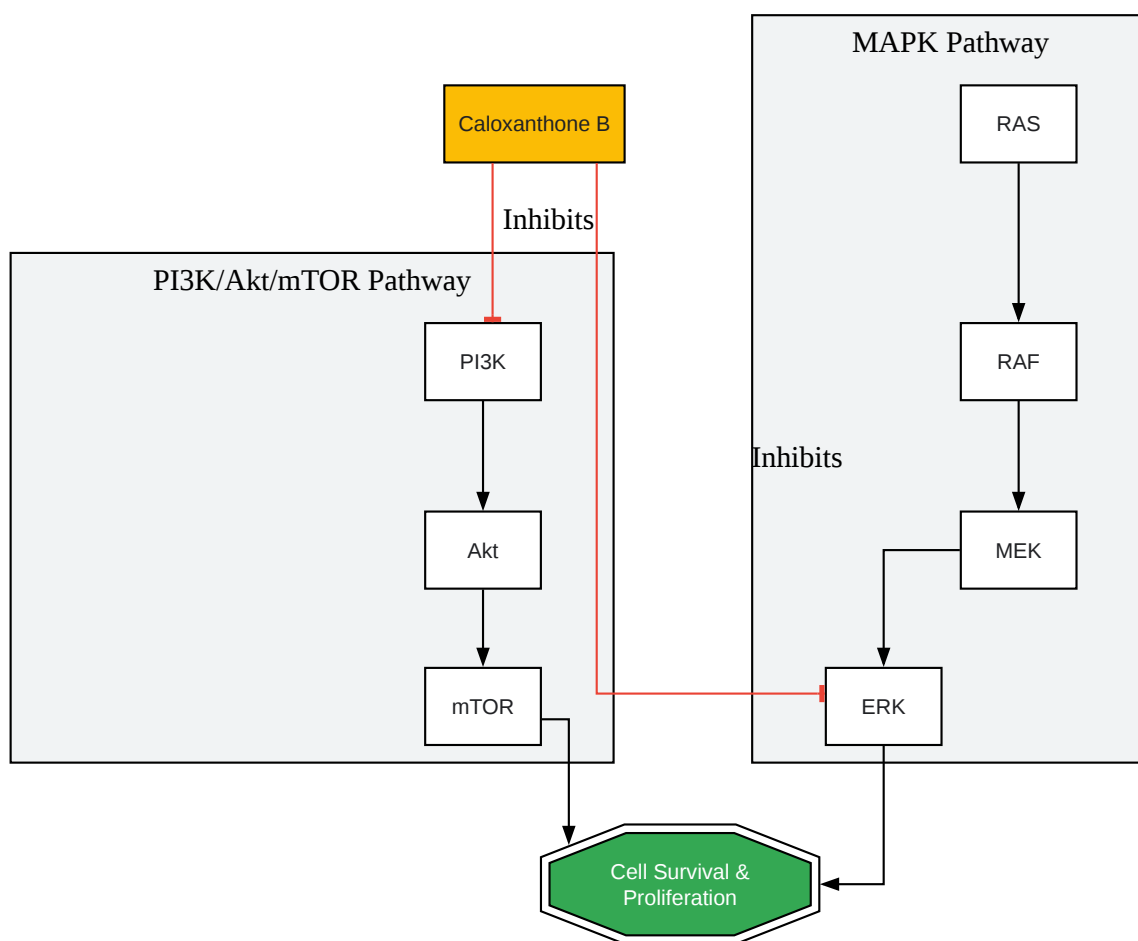 MAPK Pathway
Caloxanthone B
RAS
Inhibits
PI3K/Akt/mTOR Pathway
PI3K
RAF
Inhibits
Akt
MEK
mTOR
ERK
Cell Survival &
Proliferation